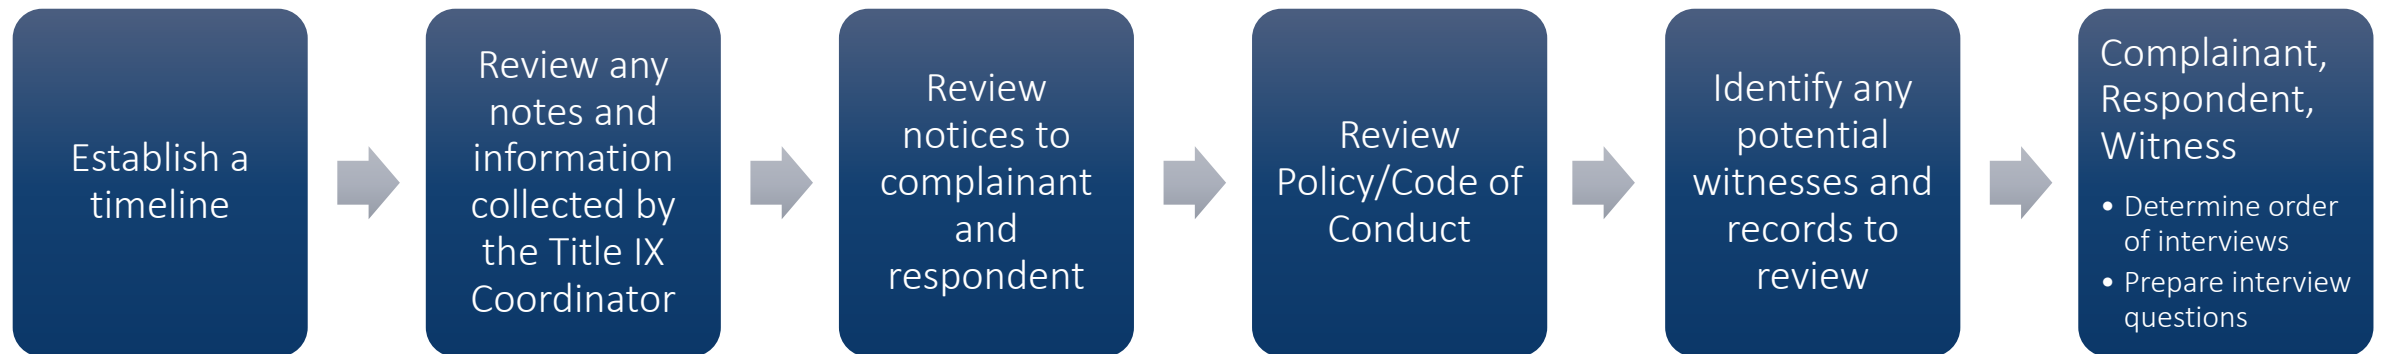 Establish a
timeline
Review any
notes and
information
collected by
the Title IX
Coordinator
Review
notices to
complainant
and
respondent
Review
Policy/Code of
Conduct
Identify any
potential
witnesses and
records to
review
Complainant,
Respondent,
Witness
• Determine order
of interviews
• Prepare interview
questions